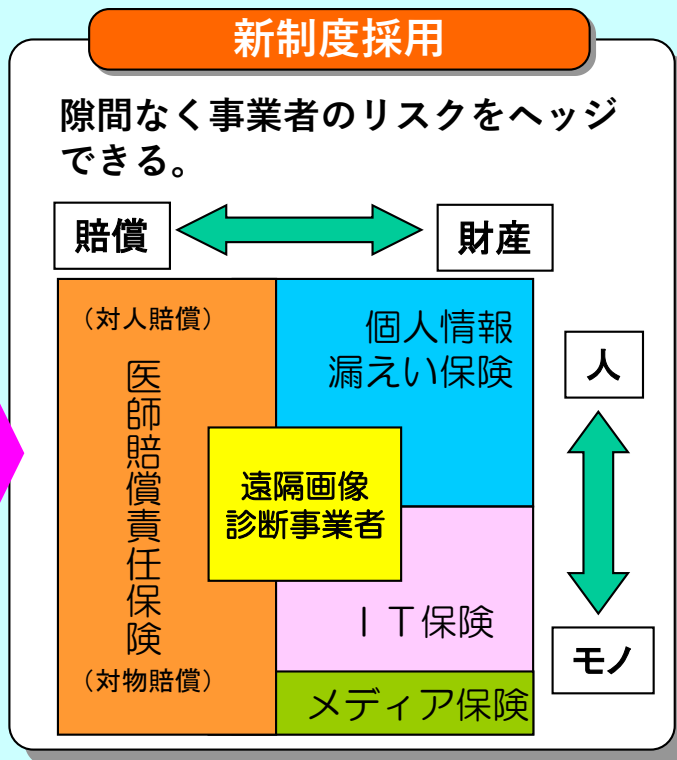 新制度採用
隙間なく事業者のリスクをヘッジ
できる。
賠償
財産
（対人賠償）
医師賠償責任保険
（対物賠償）
個人情報
漏えい保険
遠隔画像
診断事業者
ＩＴ保険
メディア保険
人
モノ